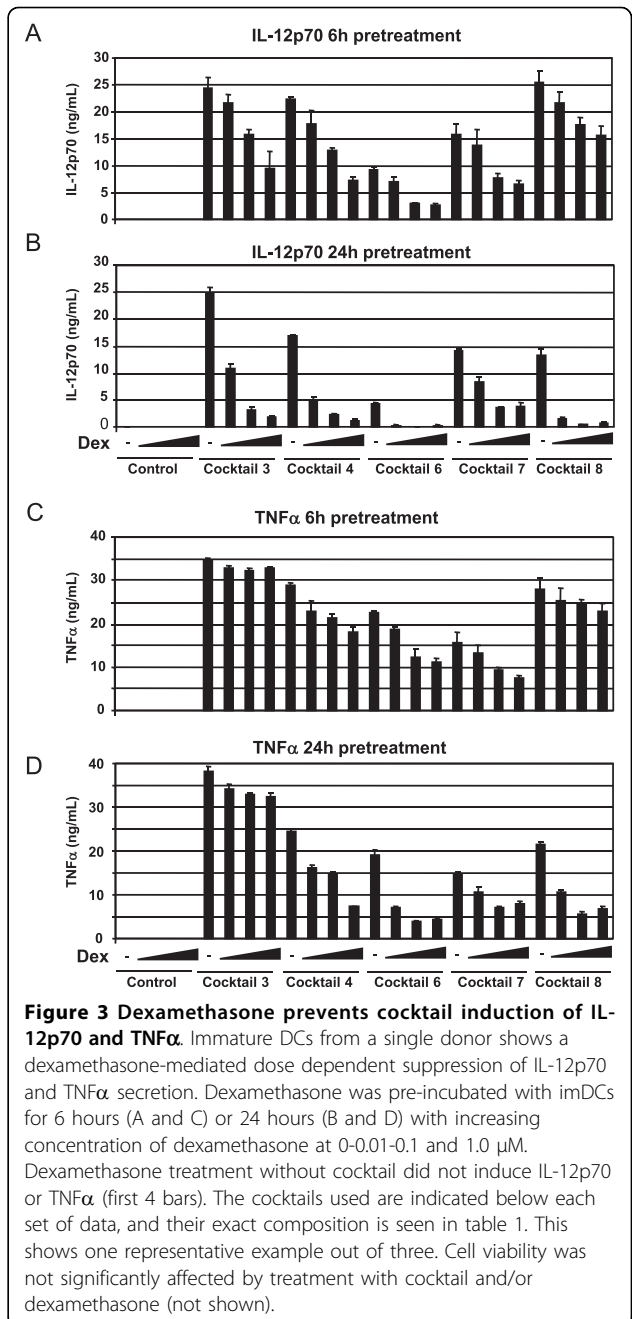 A
IL-12p70 6h pretreatment
IL-12p70 (ng/mL)
30
25
20
15
10
5
0
B
IL-12p70 24h pretreatment
IL-12p70 (ng/mL)
30
25
20
15
10
5
0
Dex - - - - - -
Control Cocktail 3 Cocktail 4 Cocktail 6 Cocktail 7 Cocktail 8
C
TNFα 6h pretreatment
TNFα (ng/mL)
40
30
20
10
0
D
TNFα 24h pretreatment
TNFα (ng/mL)
40
30
20
10
0
Dex - - - - - -
Control Cocktail 3 Cocktail 4 Cocktail 6 Cocktail 7 Cocktail 8
Figure 3 Dexamethasone prevents cocktail induction of IL-
12p70 and TNFα. Immature DCs from a single donor shows a
dexamethasone-mediated dose dependent suppression of IL-12p70
and TNFα secretion. Dexamethasone was pre-incubated with imDCs
for 6 hours (A and C) or 24 hours (B and D) with increasing
concentration of dexamethasone at 0-0.01-0.1 and 1.0 μM.
Dexamethasone treatment without cocktail did not induce IL-12p70
or TNFα (first 4 bars). The cocktails used are indicated below each
set of data, and their exact composition is seen in table 1. This
shows one representative example out of three. Cell viability was
not significantly affected by treatment with cocktail and/or
dexamethasone (not shown).